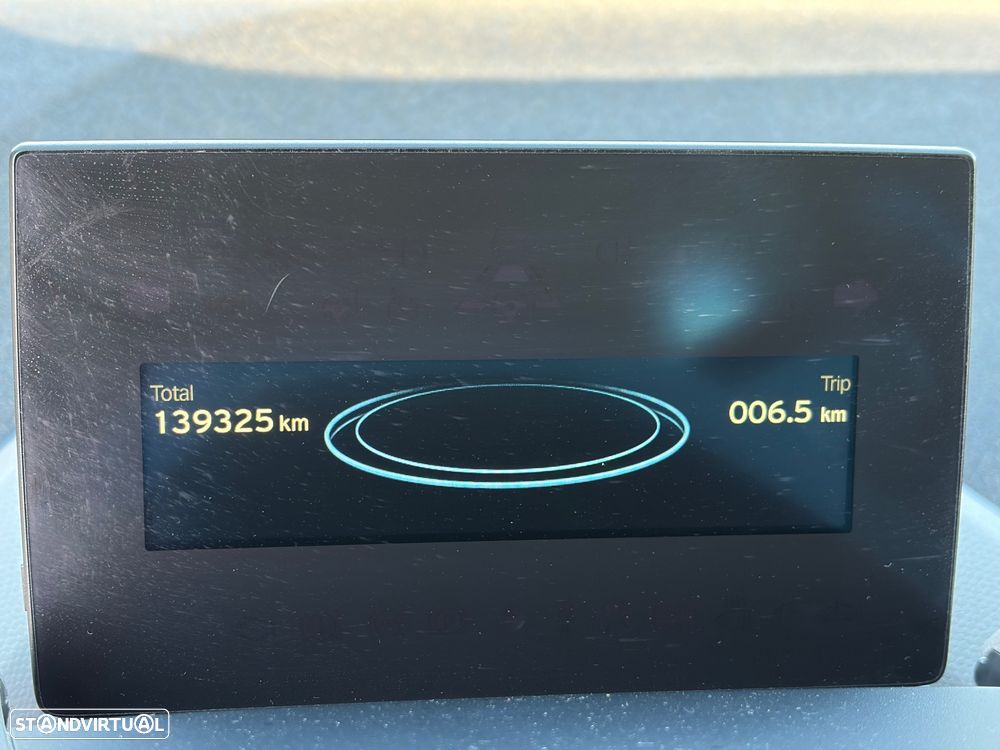 Total
139325 km
Trip
006.5 km
STANDVIRTUAL